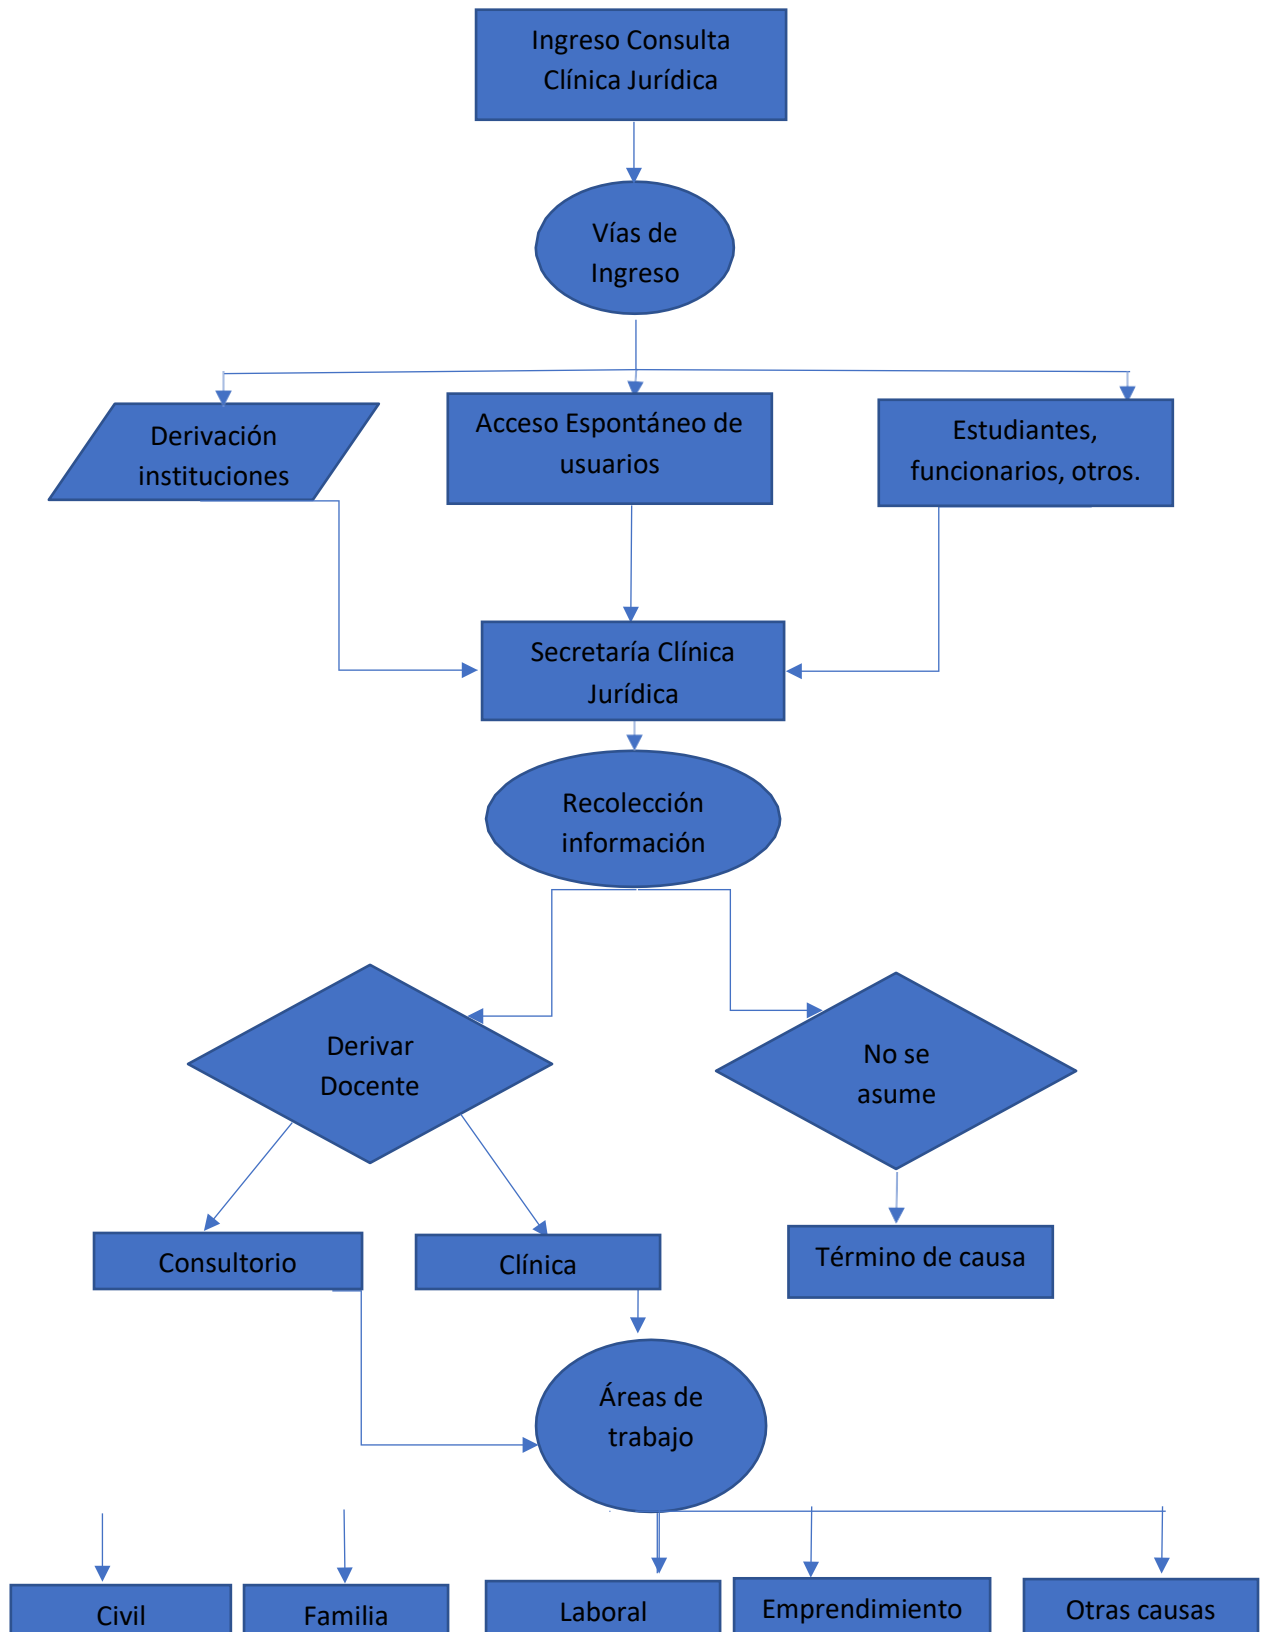 Ingreso Consulta
Clínica Jurídica
Vías de
Ingreso
Derivación
instituciones
Acceso Espontáneo de
usuarios
Estudiantes,
funcionarios, otros.
Secretaría Clínica
Jurídica
Recolección
información
Derivar
Docente
No se
asume
Consultorio
Clínica
Término de causa
Áreas de
trabajo
Civil
Familia
Laboral
Emprendimiento
Otras causas